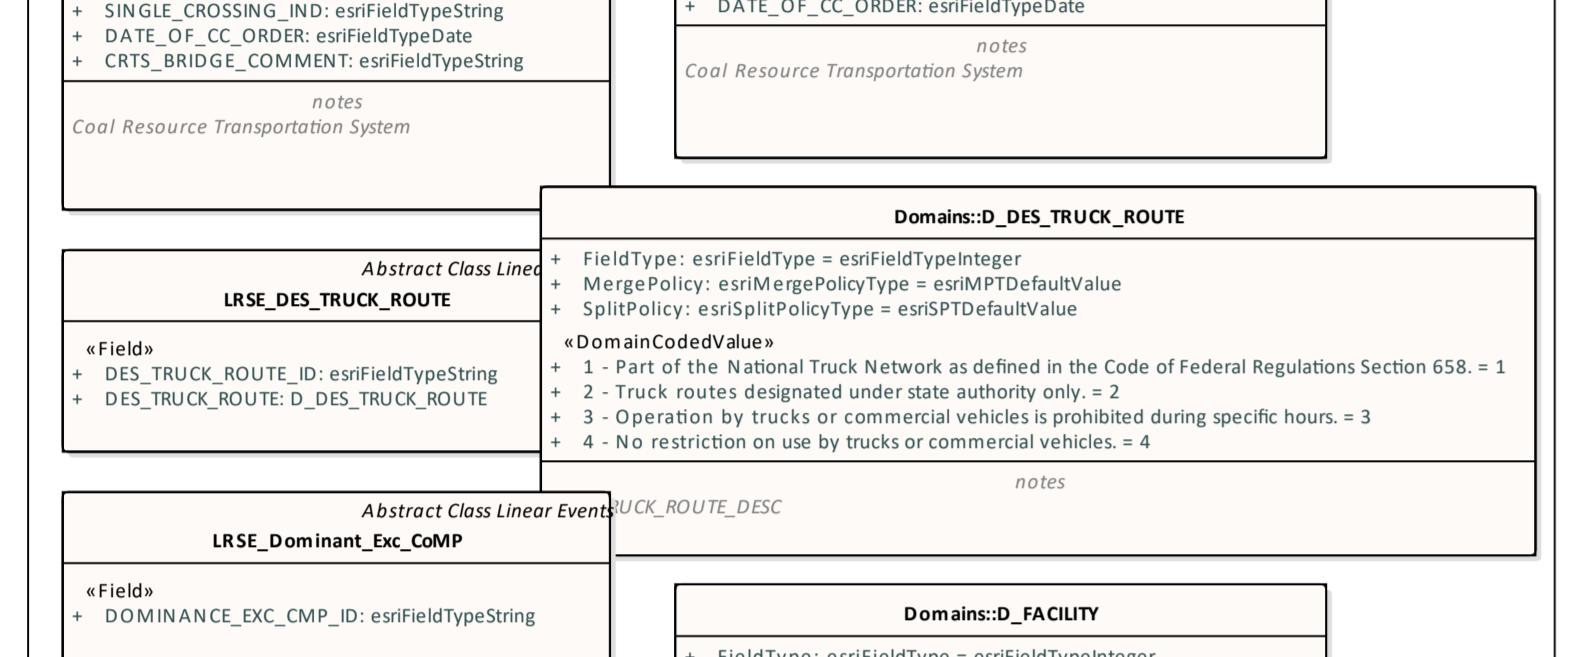 + SINGLE_CROSSING_IND: esriFieldTypeString
+ DATE_OF_CC_ORDER: esriFieldTypeDate
+ CRTS_BRIDGE_COMMENT: esriFieldTypeString
notes
Coal Resource Transportation System
+ DATE_OF_CC_ORDER: esriFieldTypeDate
notes
Coal Resource Transportation System
Abstract Class Linea
LRSE_DES_TRUCK_ROUTE
«Field»
+ DES_TRUCK_ROUTE_ID: esriFieldTypeString
+ DES_TRUCK_ROUTE: D_DES_TRUCK_ROUTE
Domains::D_DES_TRUCK_ROUTE
+ FieldType: esriFieldType = esriFieldTypeInteger
+ MergePolicy: esriMergePolicyType = esriMPTDefaultValue
+ SplitPolicy: esriSplitPolicyType = esriSPTDefaultValue
«DomainCodedValue»
+ 1 - Part of the National Truck Network as defined in the Code of Federal Regulations Section 658. = 1
+ 2 - Truck routes designated under state authority only. = 2
+ 3 - Operation by trucks or commercial vehicles is prohibited during specific hours. = 3
+ 4 - No restriction on use by trucks or commercial vehicles. = 4
notes
RUCK_ROUTE_DESC
Abstract Class Linear Events
LRSE_Dominant_Exc_CoMP
«Field»
+ DOMINANCE_EXC_CMP_ID: esriFieldTypeString
Domains::D_FACILITY
+ FieldType: esriFieldType = esriFieldTypeInteger